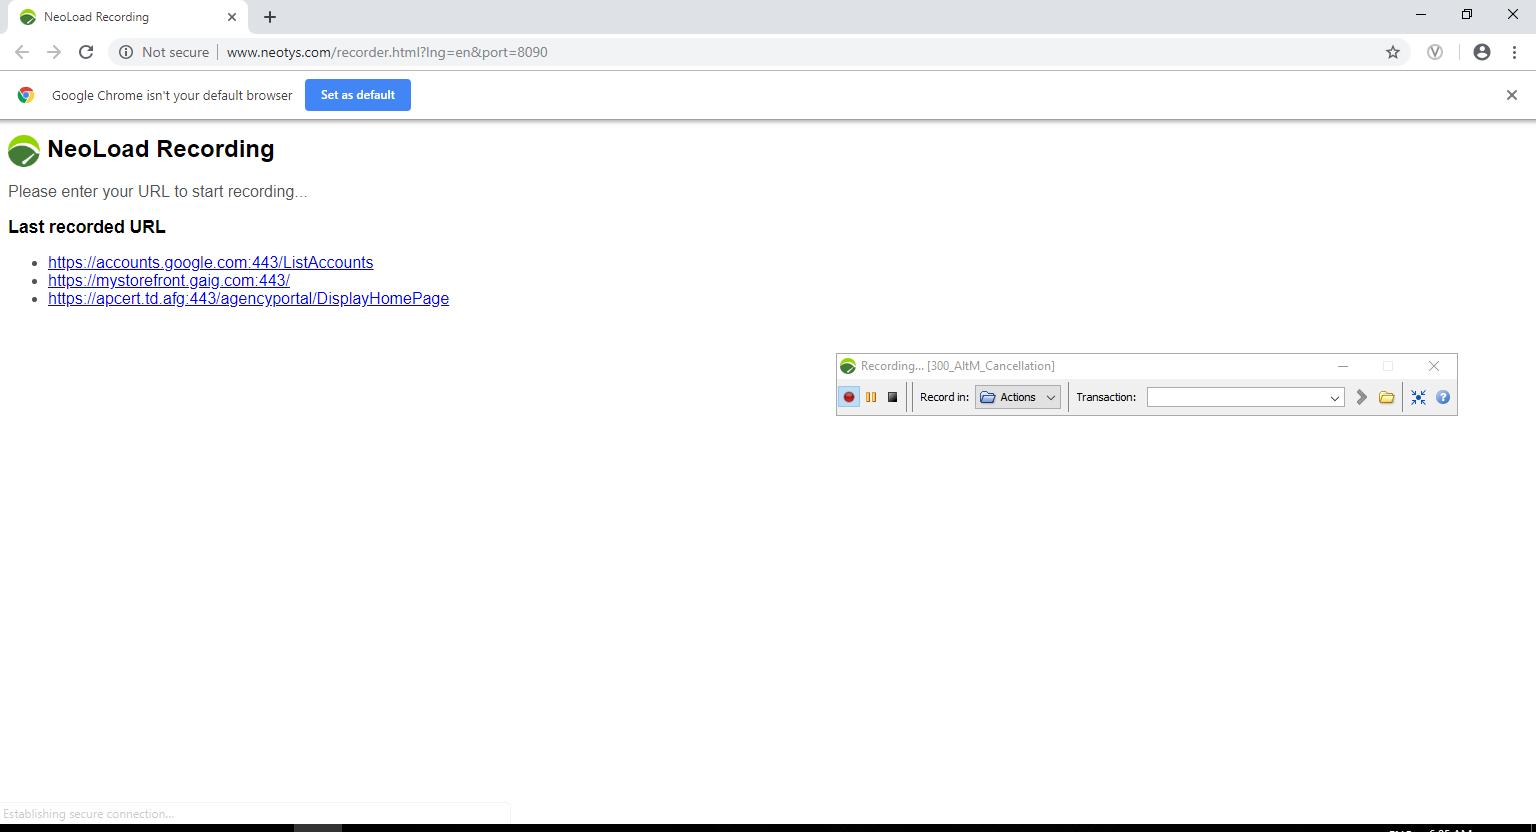 NeoLoad Recording
Not secure www.neotys.com/recorder.html?lng=en&port=8090
Google Chrome isn't your default browser Set as default
NeoLoad Recording
Please enter your URL to start recording...
Last recorded URL
https://accounts.google.com:443/ListAccounts
https://mystorefront.gaig.com:443/
https://apcert.td.afg:443/agencyportal/DisplayHomePage
Recording... [300_AltM_Cancellation]
Record in: Actions Transaction:
Establishing secure connection...